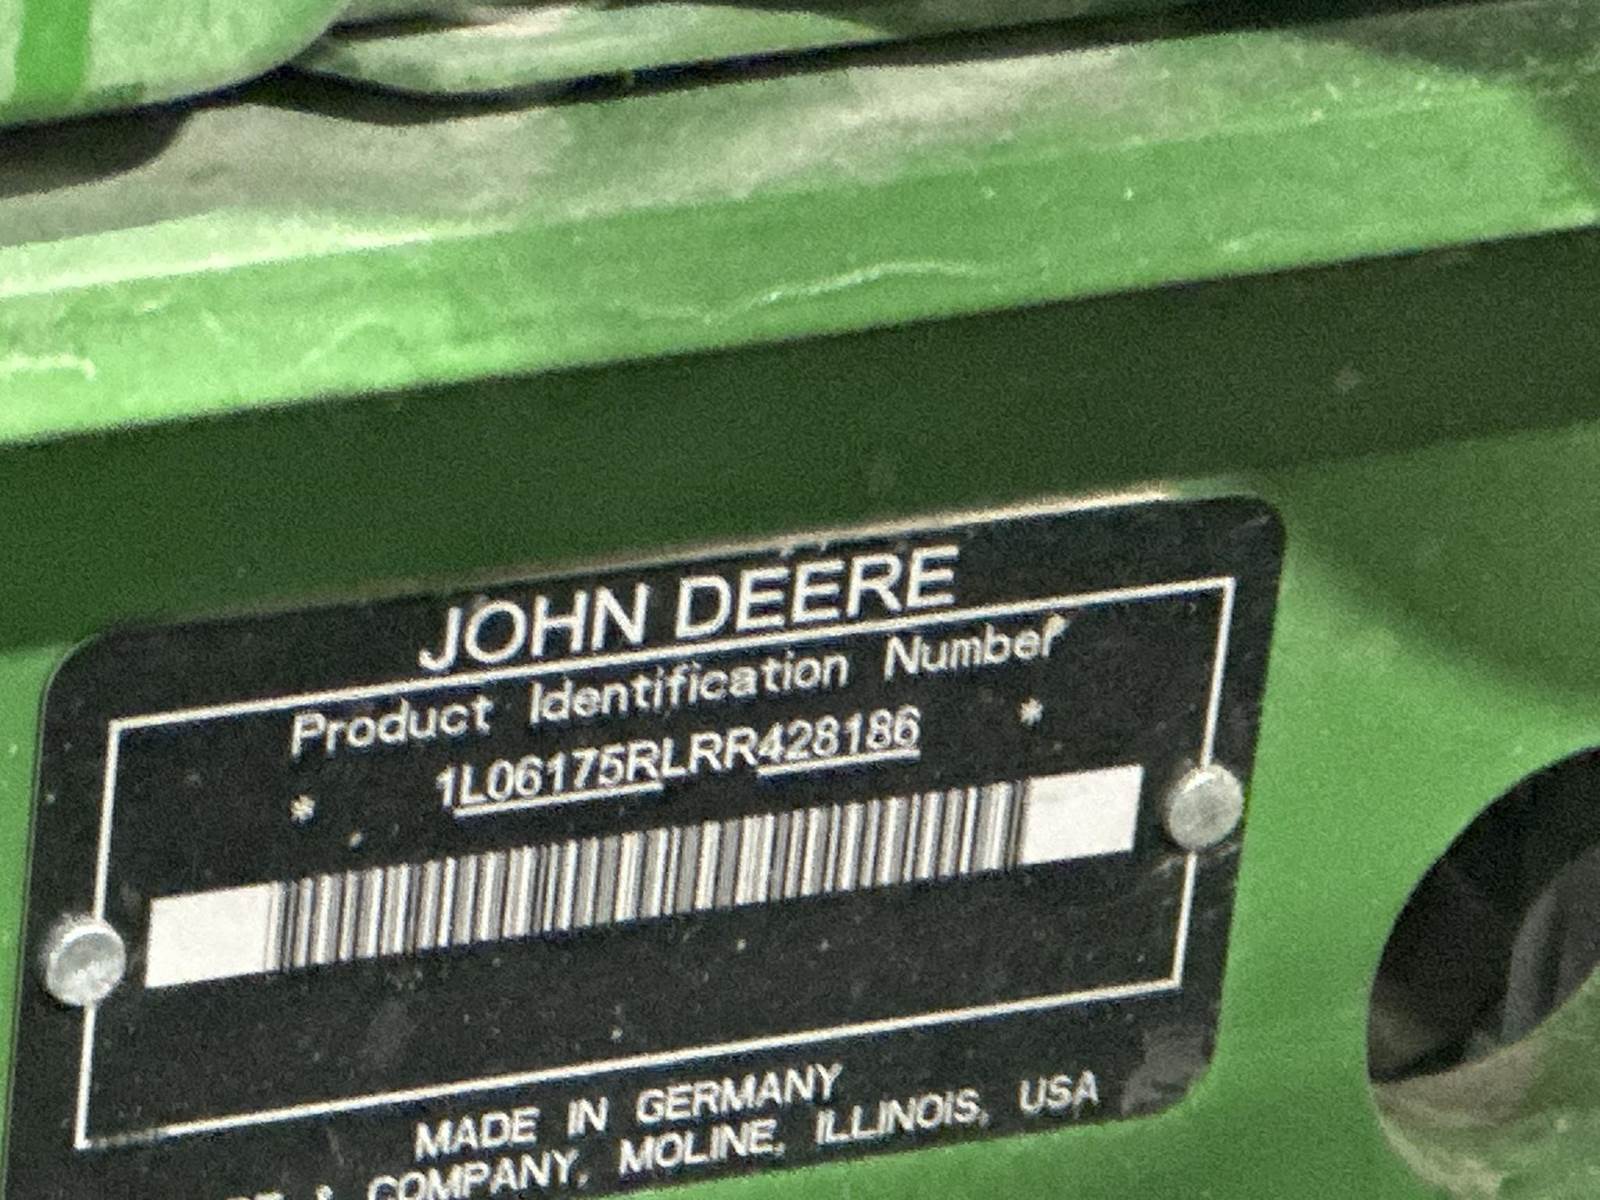 JOHN DEERE
Product Identification Number
* 1L06175RLRR428186 *
MADE IN GERMANY
& COMPANY, MOLINE, ILLINOIS, USA